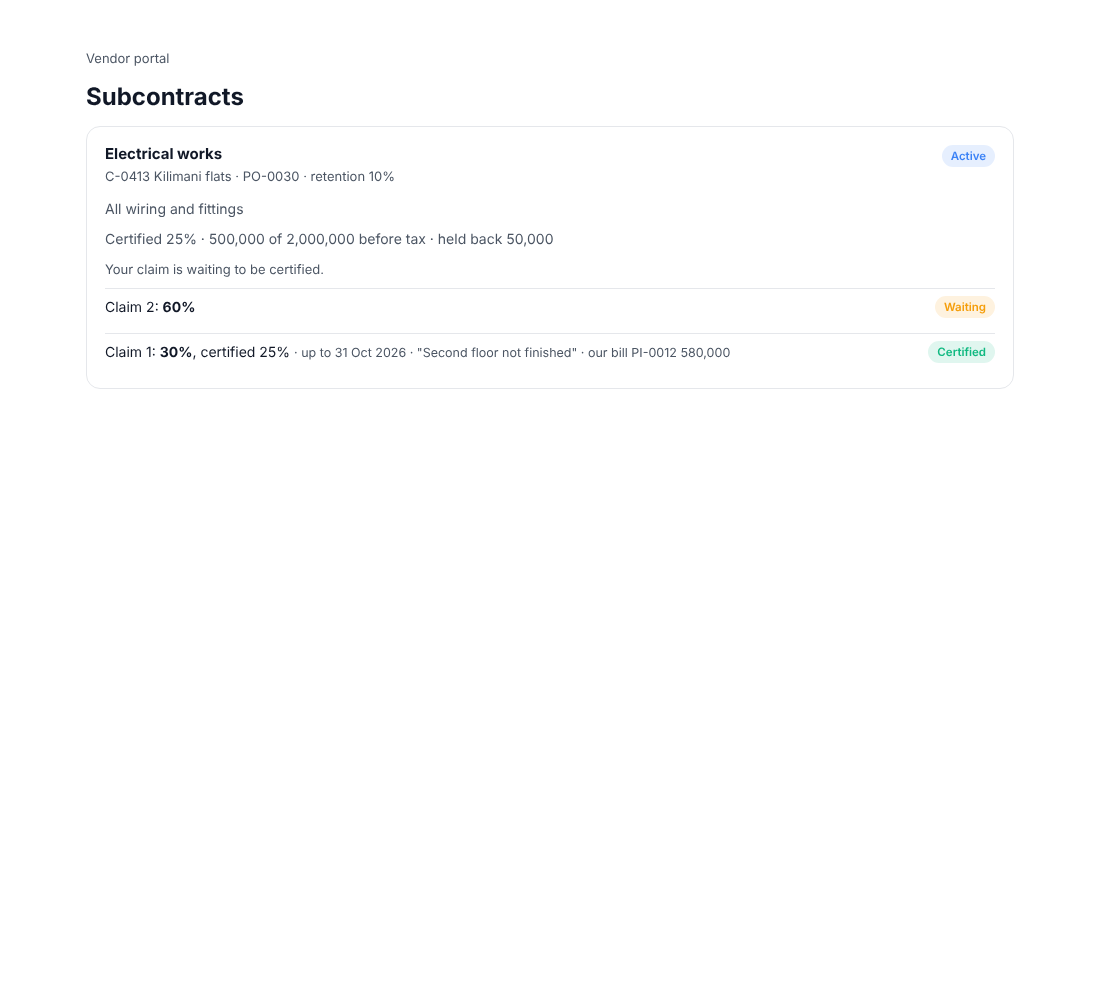 Vendor portal
Subcontracts
Electrical works
Active
C-0413 Kilimani flats · PO-0030 · retention 10%
All wiring and fittings
Certified 25% · 500,000 of 2,000,000 before tax · held back 50,000
Your claim is waiting to be certified.
Claim 2: 60%
Waiting
Claim 1: 30%, certified 25% · up to 31 Oct 2026 · "Second floor not finished" · our bill PI-0012 580,000
Certified